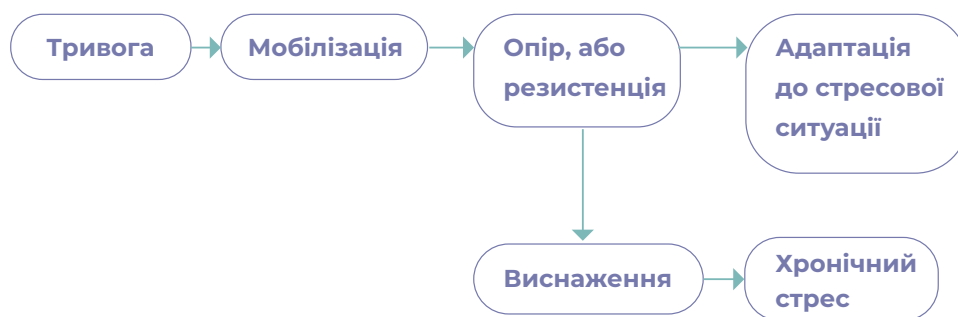 Тривога
Мобілізація
Опір, або
резистенція
Адаптація
до стресової
ситуації
Виснаження
Хронічний
стрес